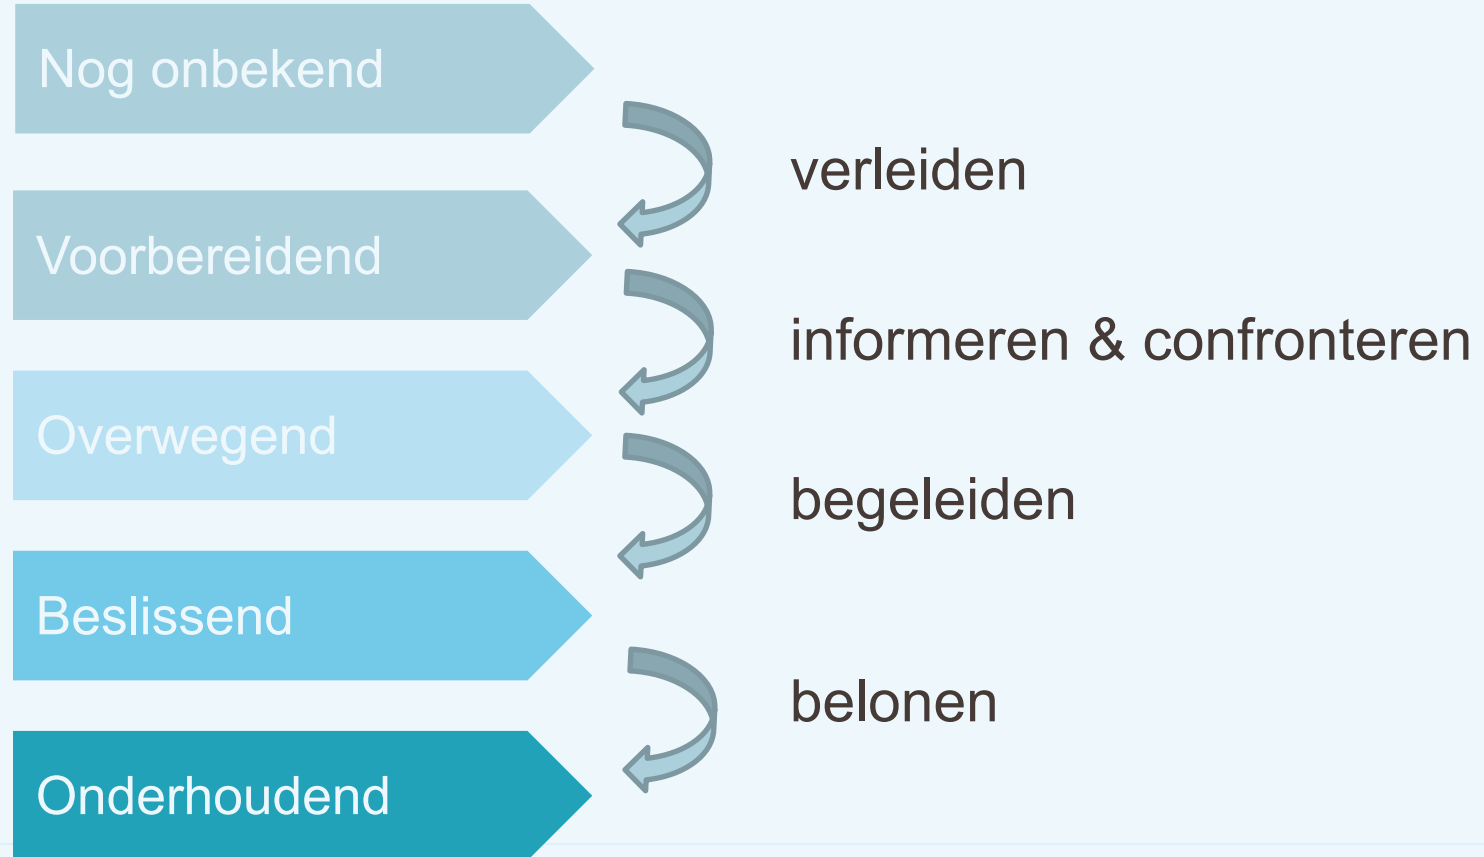 Nog onbekend
verleiden
Voorbereidend
informeren & confronteren
Overwegend
begeleiden
Beslissend
belonen
Onderhoudend